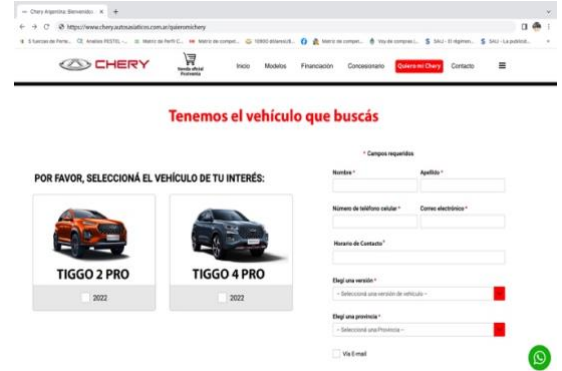 Chery Argentina: Bienvenidos
https://www.chery.autosasiaticos.com.ar/quieromichery
CHERY
Tienda oficial
Postventa
Inicio
Modelos
Financiación
Concesionario
Quiero mi Chery
Contacto
Tenemos el vehículo que buscás
POR FAVOR, SELECCIONÁ EL VEHÍCULO DE TU INTERÉS:
TIGGO 2 PRO
2022
TIGGO 4 PRO
2022
* Campos requeridos
Nombre *
Apellido *
Número de teléfono celular *
Correo electrónico *
Horario de Contacto*
Elegí una versión *
- Seleccioná una versión de vehículo -
Elegí una provincia *
- Seleccioná una Provincia -
Vía E-mail